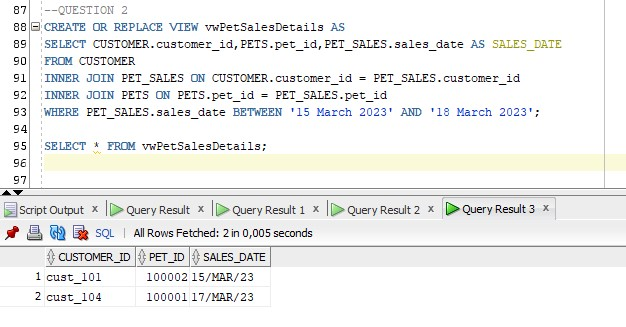 87 --QUESTION 2
88 CREATE OR REPLACE VIEW vwPetSalesDetails AS
89 SELECT CUSTOMER.customer_id,PETS.pet_id,PET_SALES.sales_date AS SALES_DATE
90 FROM CUSTOMER
91 INNER JOIN PET_SALES ON CUSTOMER.customer_id = PET_SALES.customer_id
92 INNER JOIN PETS ON PETS.pet_id = PET_SALES.pet_id
93 WHERE PET_SALES.sales_date BETWEEN '15 March 2023' AND '18 March 2023';
94
95 SELECT * FROM vwPetSalesDetails;
96
97
Script Output x Query Result x Query Result 1 x Query Result 2 x Query Result 3 x
SQL | All Rows Fetched: 2 in 0,005 seconds
CUSTOMER_ID PET_ID SALES_DATE
1 cust_101 100002 15/MAR/23
2 cust_104 100001 17/MAR/23